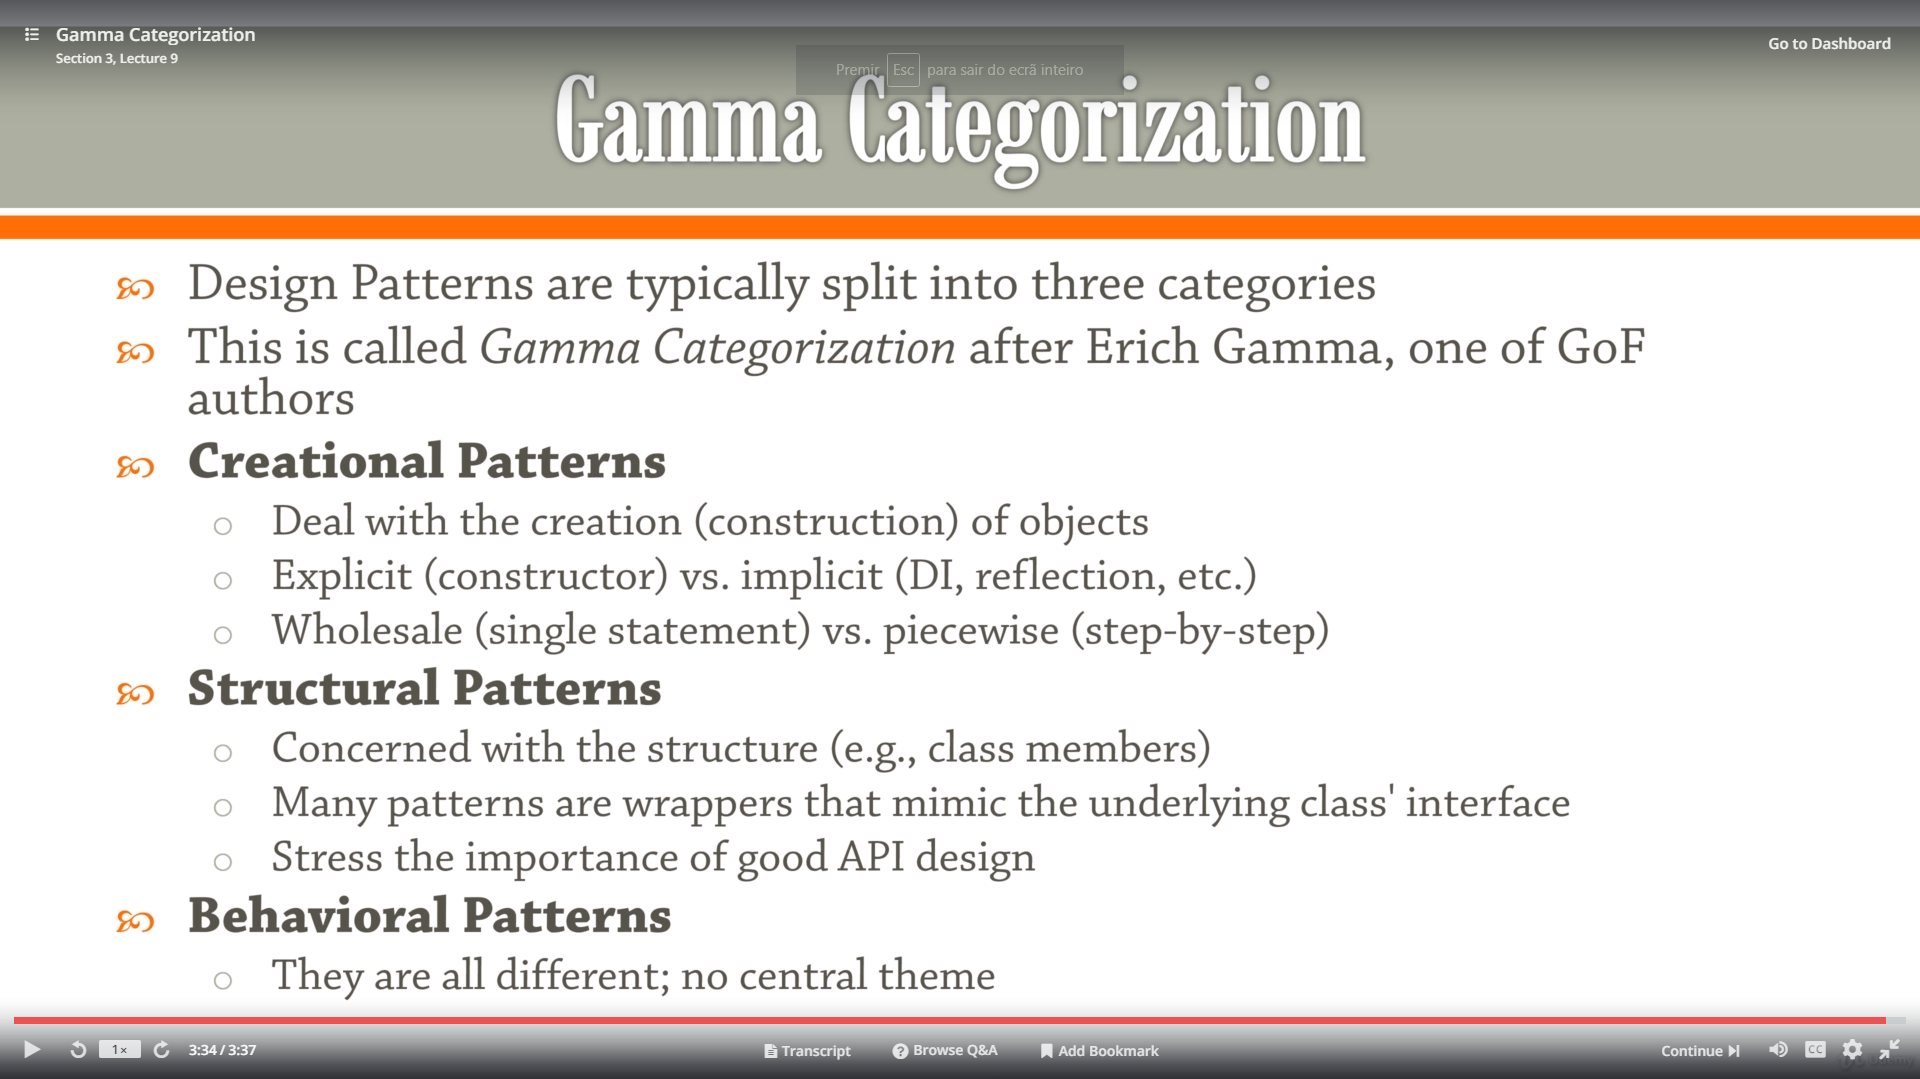 Gamma Categorization
Section 3, Lecture 9
Go to Dashboard
Premir Esc para sair do ecrã inteiro
Gamma Categorization
Design Patterns are typically split into three categories
This is called Gamma Categorization after Erich Gamma, one of GoF
authors
Creational Patterns
Deal with the creation (construction) of objects
Explicit (constructor) vs. implicit (DI, reflection, etc.)
Wholesale (single statement) vs. piecewise (step-by-step)
Structural Patterns
Concerned with the structure (e.g., class members)
Many patterns are wrappers that mimic the underlying class' interface
Stress the importance of good API design
Behavioral Patterns
They are all different; no central theme
1x
3:34 / 3:37
Transcript
Browse Q&A
Add Bookmark
Continue
CC